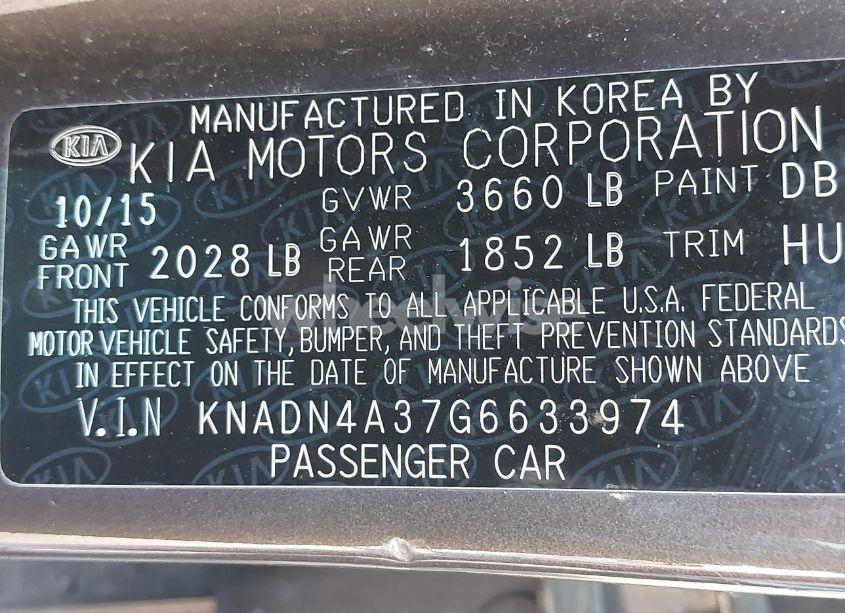 MANUFACTURED IN KOREA BY
KIA KIA MOTORS CORPORATION
10/15 GVWR 3660 LB PAINT DB
GAWR FRONT 2028 LB GAWR REAR 1852 LB TRIM HU
THIS VEHICLE CONFORMS TO ALL APPLICABLE U.S.A. FEDERAL
MOTOR VEHICLE SAFETY, BUMPER, AND THEFT PREVENTION STANDARDS
IN EFFECT ON THE DATE OF MANUFACTURE SHOWN ABOVE
V.I.N KNADN4A37G6633974
PASSENGER CAR